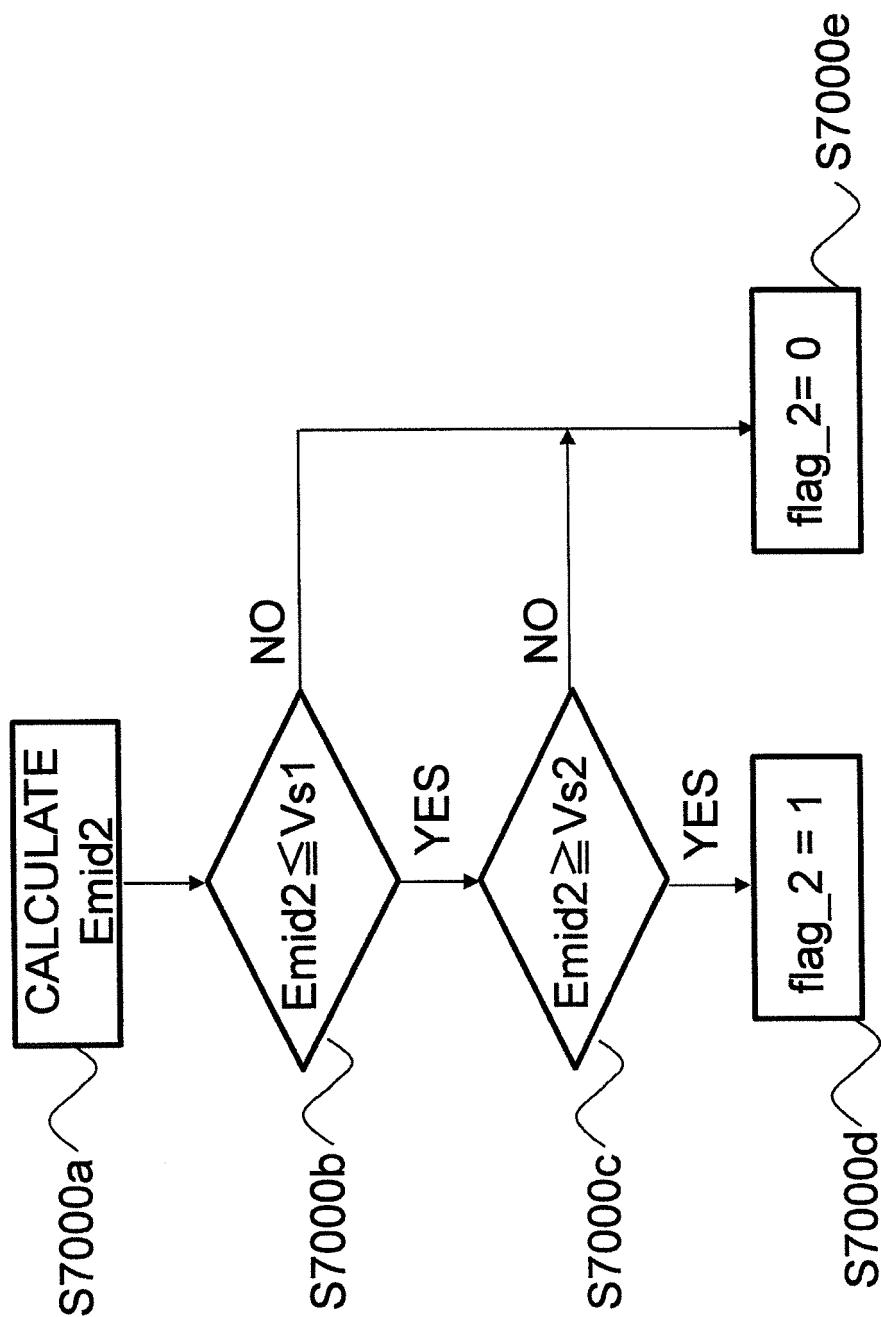 S7000a
CALCULATE
Emid2
S7000b
Emid2≦Vs1
NO
YES
S7000c
Emid2≧Vs2
NO
YES
S7000d
flag_2 = 1
flag_2= 0
S7000e